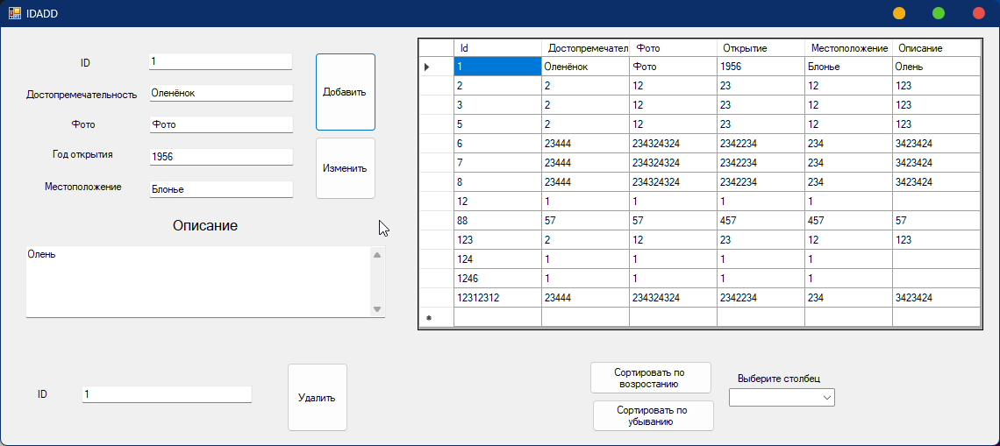 IDADD
ID 1
Достопремечательность Оленёнок
Фото Фото
Год открытия 1956
Местоположение Блонье
Добавить
Изменить
Описание
Олень
ID 1
Удалить
Id Достопремечател Фото Открытие Местоположение Описание
1 Оленёнок Фото 1956 Блонье Олень
2 2 12 23 12 123
3 2 12 23 12 123
5 2 12 23 12 123
6 23444 234324324 2342234 234 3423424
7 23444 234324324 2342234 234 3423424
8 23444 234324324 2342234 234 3423424
12 1 1 1 1
88 57 57 457 457 57
123 2 12 23 12 123
124 1 1 1 1
1246 1 1 1 1
12312312 23444 234324324 2342234 234 3423424
Сортировать по
возростанию
Сортировать по
убыванию
Выберите столбец